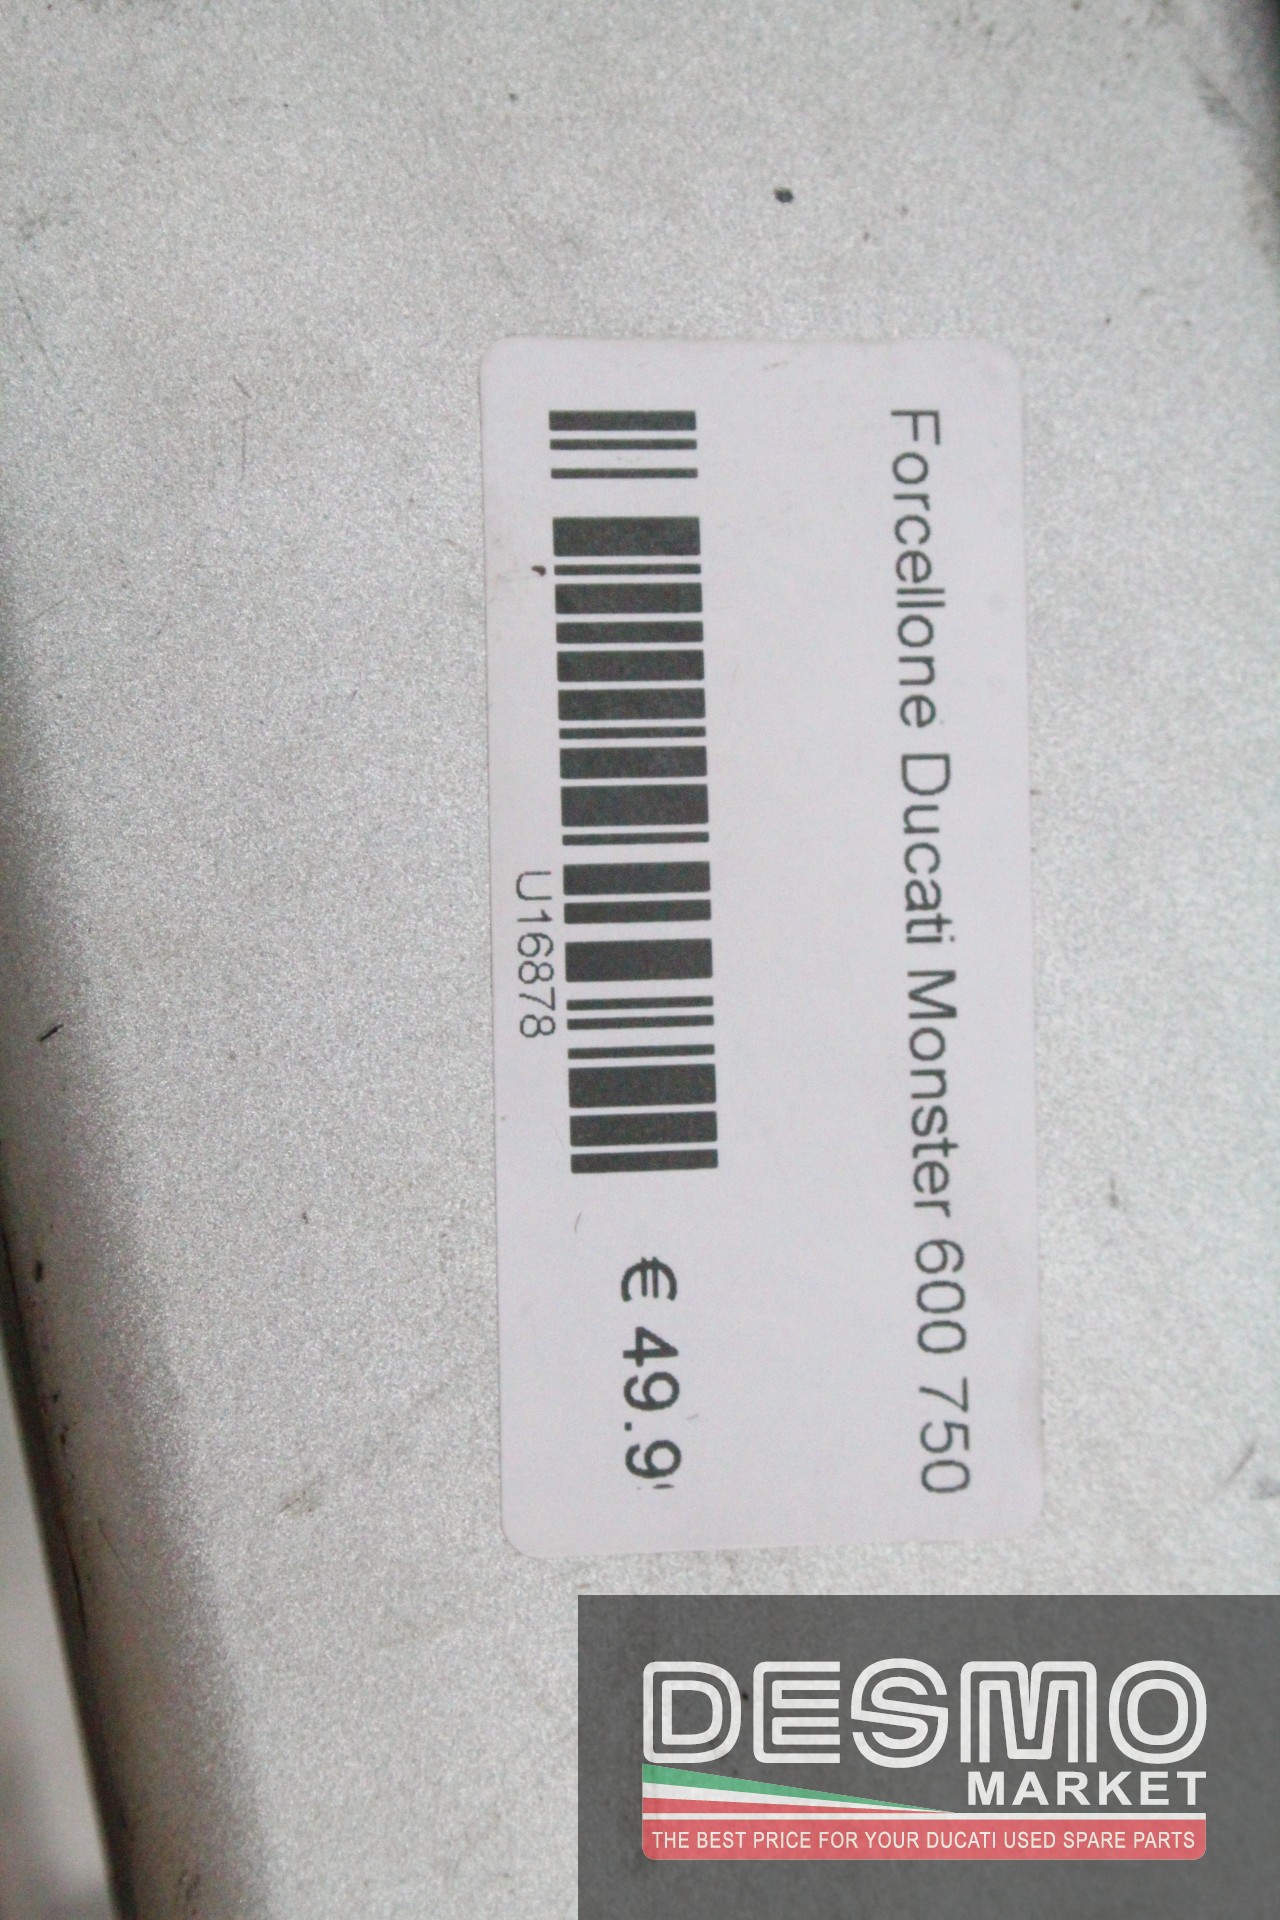 Forcellone Ducati Monster 600 750
U16878
€ 49.9
DESMO
MARKET
THE BEST PRICE FOR YOUR DUCATI USED SPARE PARTS